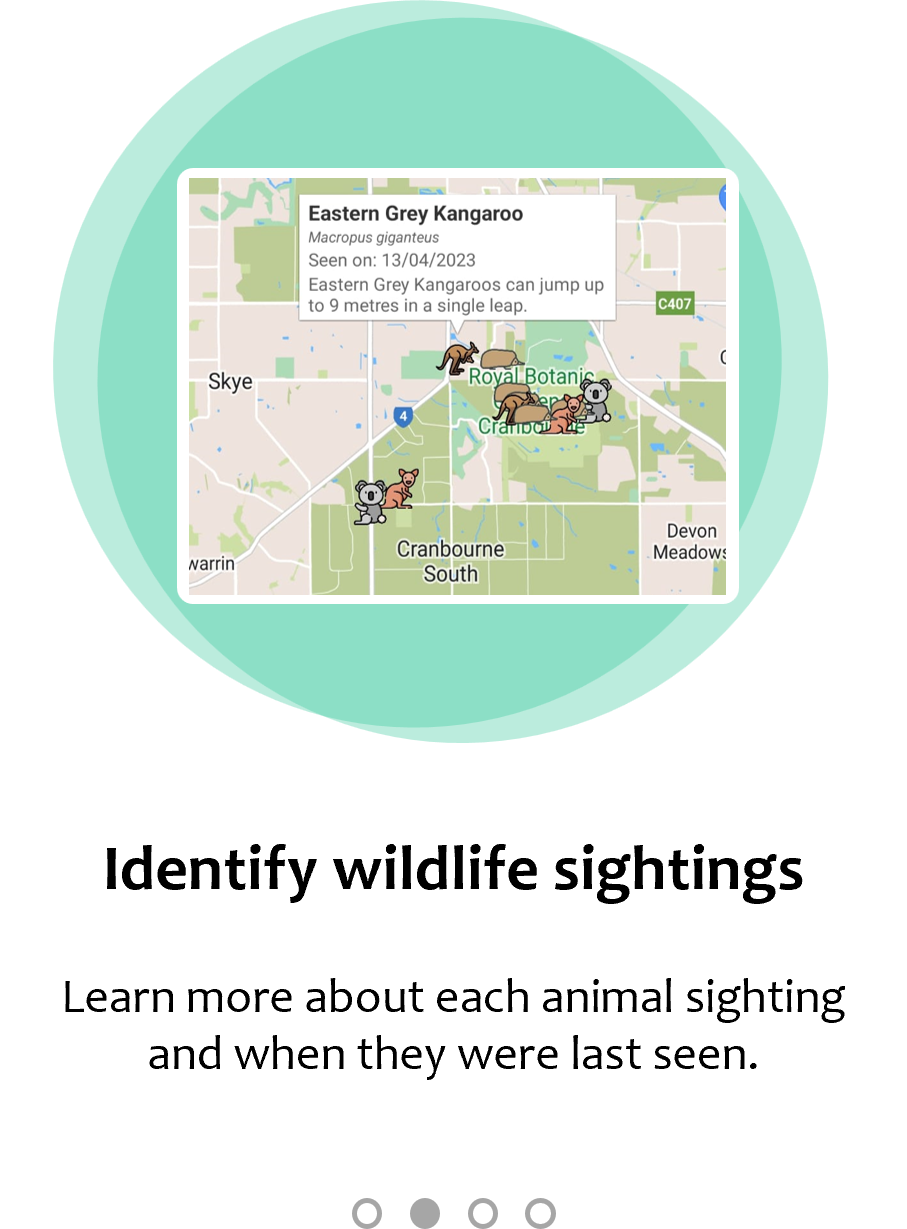 Eastern Grey Kangaroo
Macropus giganteus
Seen on: 13/04/2023
Eastern Grey Kangaroos can jump up
to 9 metres in a single leap.
C407
Skye
Royal Botanic
Cranbourne
4
Devon
Meadows
Cranbourne
South
warrin
Identify wildlife sightings
Learn more about each animal sighting
and when they were last seen.